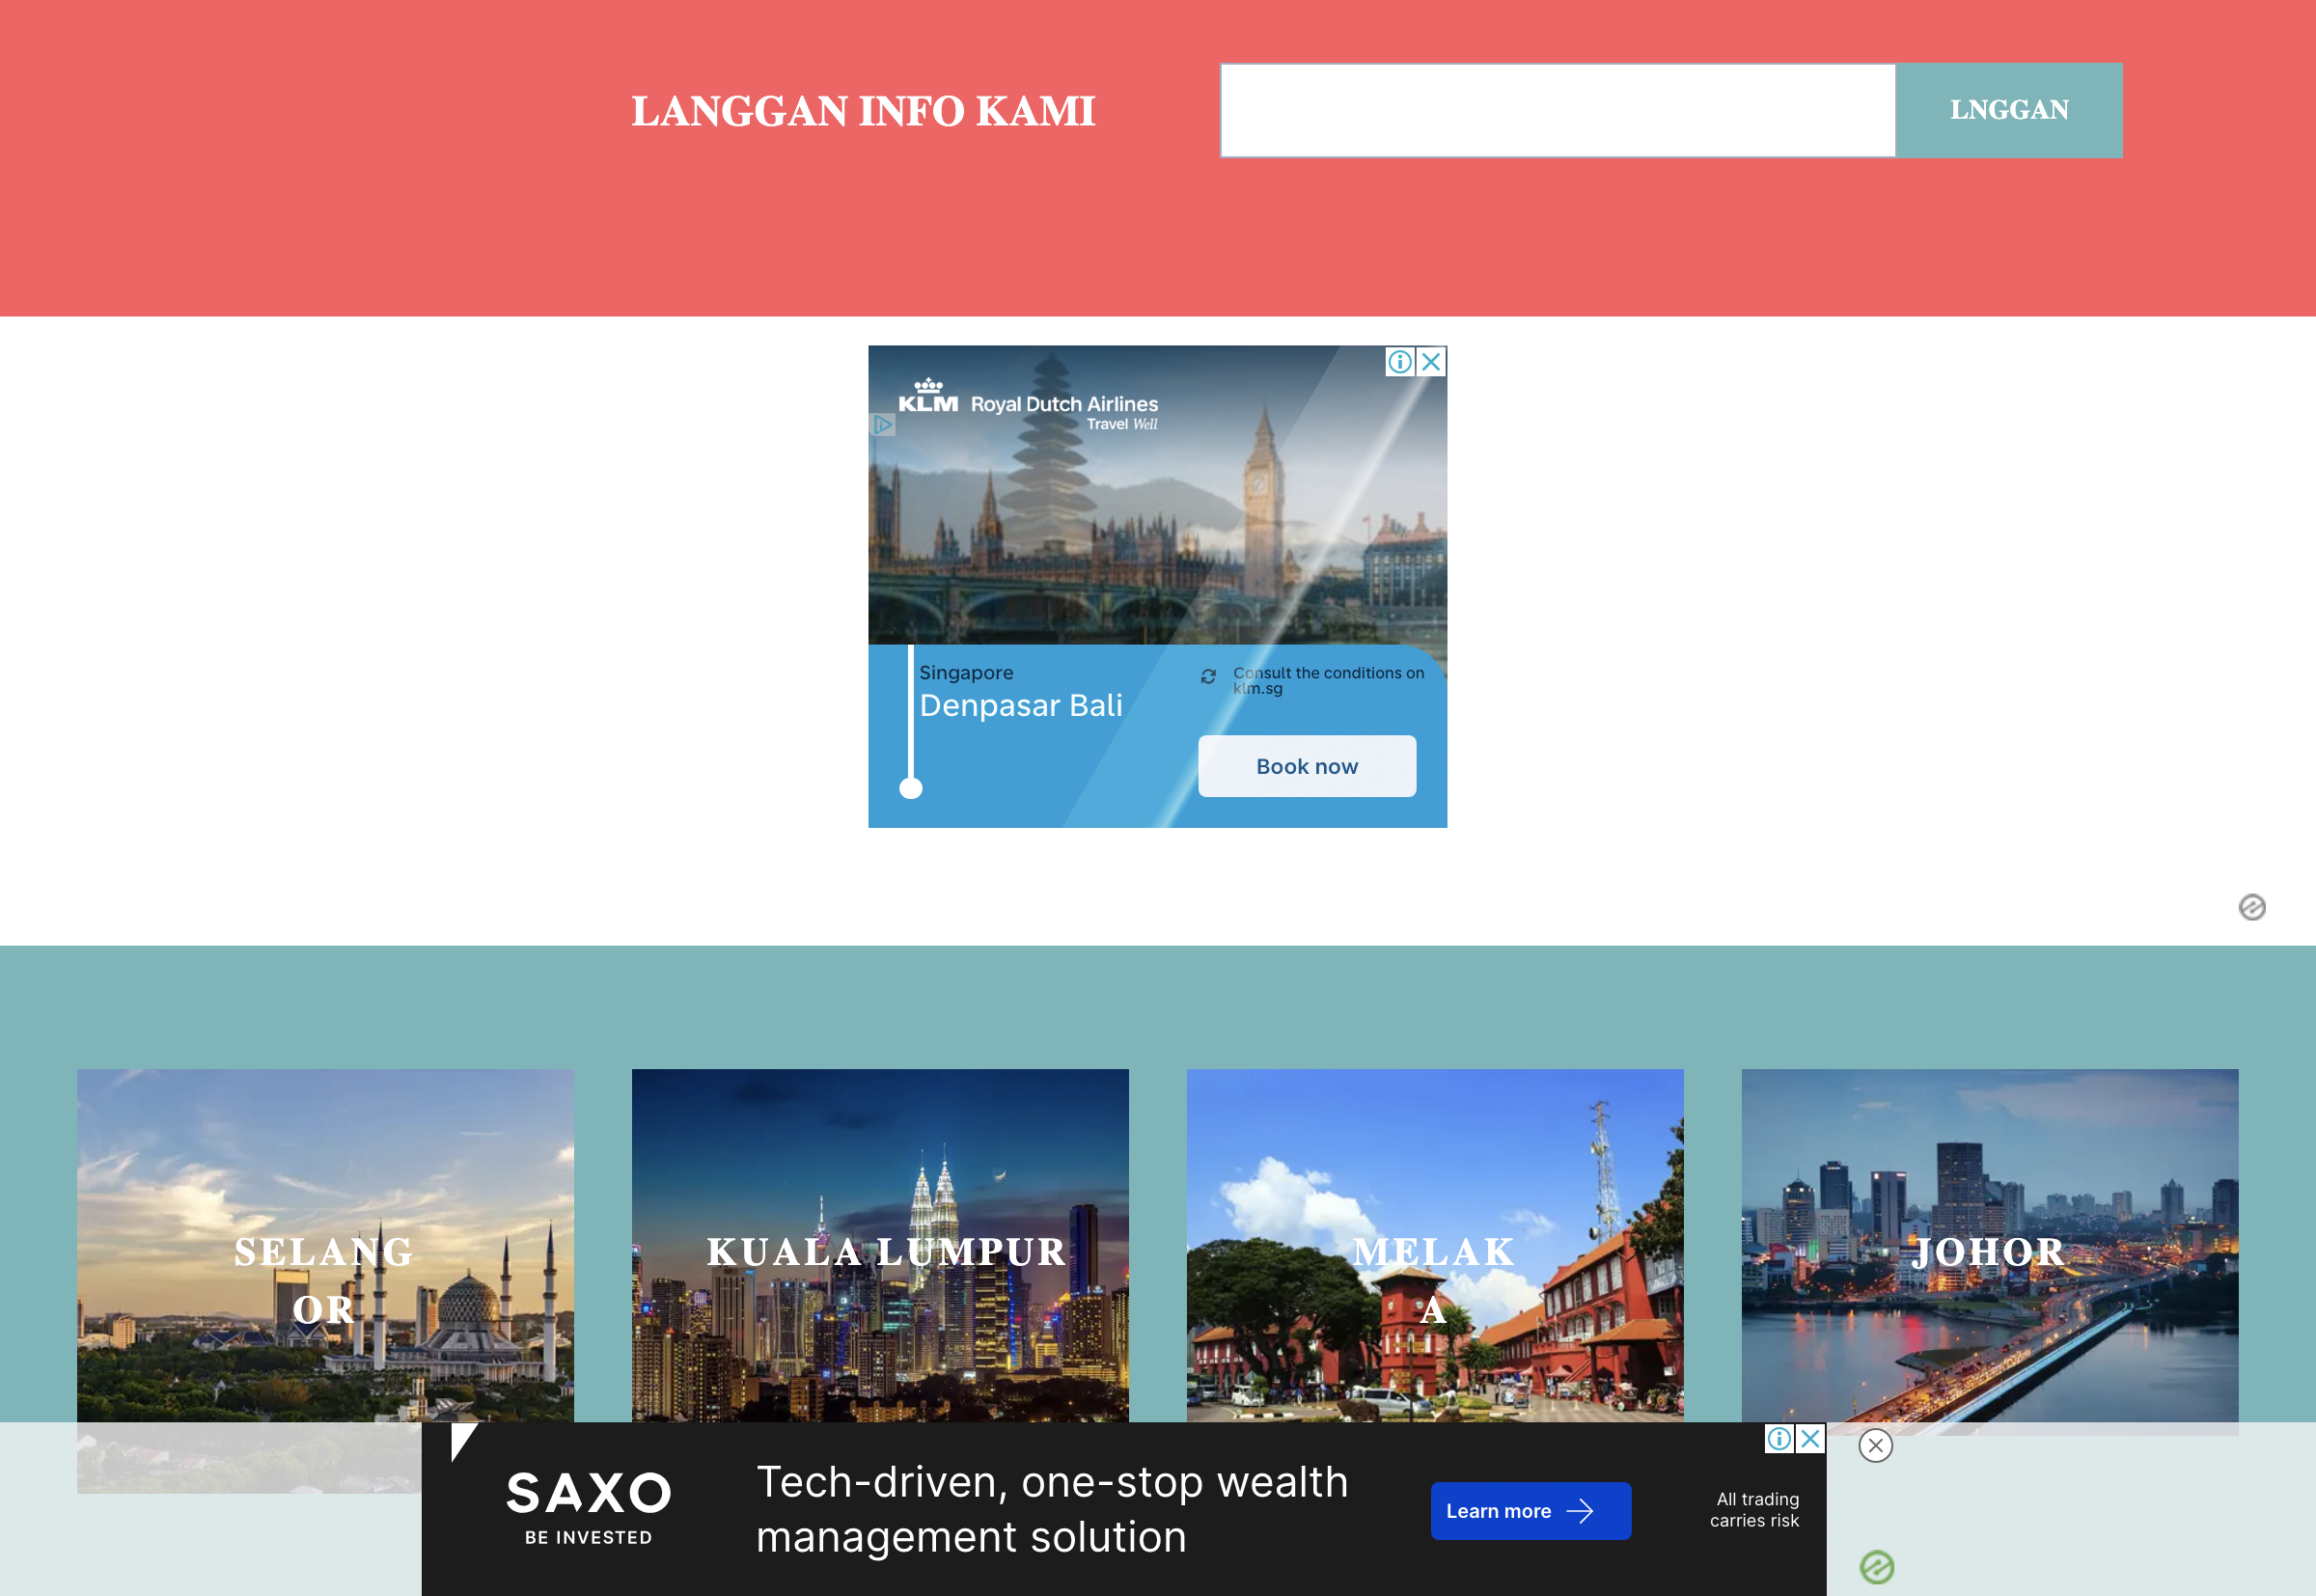 LANGGAN INFO KAMI
LNGGAN
KLM Royal Dutch Airlines
Travel Well
Singapore
Denpasar Bali
Consult the conditions on
klm.sg
Book now
SELANG
OR
KUALA LUMPUR
MELAK
A
JOHOR
SAXO
BE INVESTED
Tech-driven, one-stop wealth
management solution
Learn more
All trading
carries risk